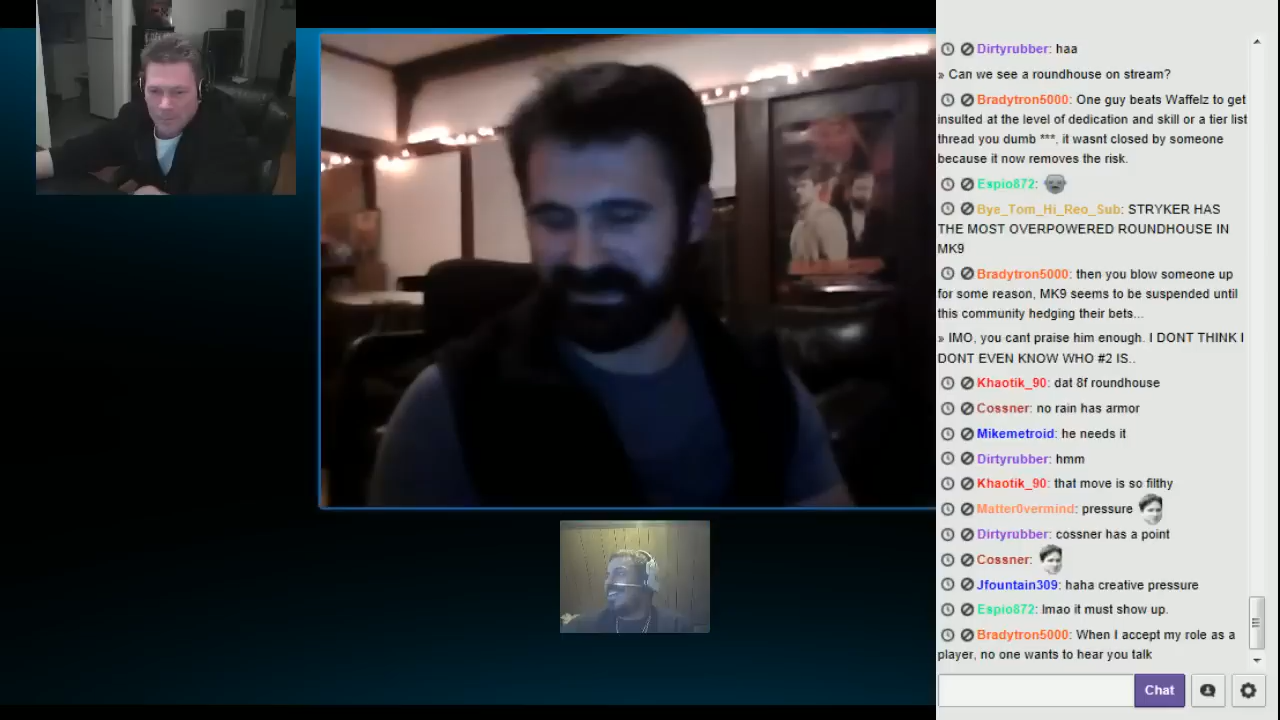 Dirtyrubber: haa
» Can we see a roundhouse on stream?
Bradytron5000: One guy beats Waffelz to get
insulted at the level of dedication and skill or a tier list
thread you dumb ***, it wasnt closed by someone
because it now removes the risk.
Espio872:
Bye_Tom_Hi_Reo_Sub: STRYKER HAS
THE MOST OVERPOWERED ROUNDHOUSE IN
MK9
Bradytron5000: then you blow someone up
for some reason, MK9 seems to be suspended until
this community hedging their bets...
» IMO, you cant praise him enough. I DONT THINK I
DONT EVEN KNOW WHO #2 IS..
Khaotik_90: dat 8f roundhouse
Cossner: no rain has armor
Mikemetroid: he needs it
Dirtyrubber: hmm
Khaotik_90: that move is so filthy
Matter0vermind: pressure
Dirtyrubber: cossner has a point
Cossner:
Jfountain309: haha creative pressure
Espio872: lmao it must show up.
Bradytron5000: When I accept my role as a
player, no one wants to hear you talk
Chat